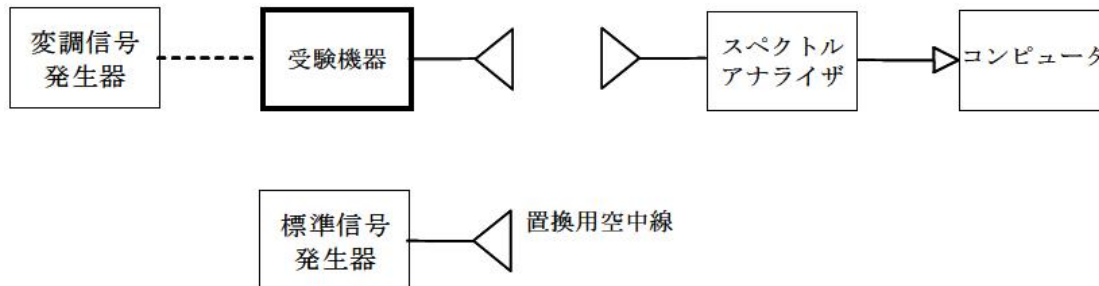 変調信号
発生器
受験機器
スペクトル
アナライザ
コンピュータ
標準信号
発生器
置換用空中線